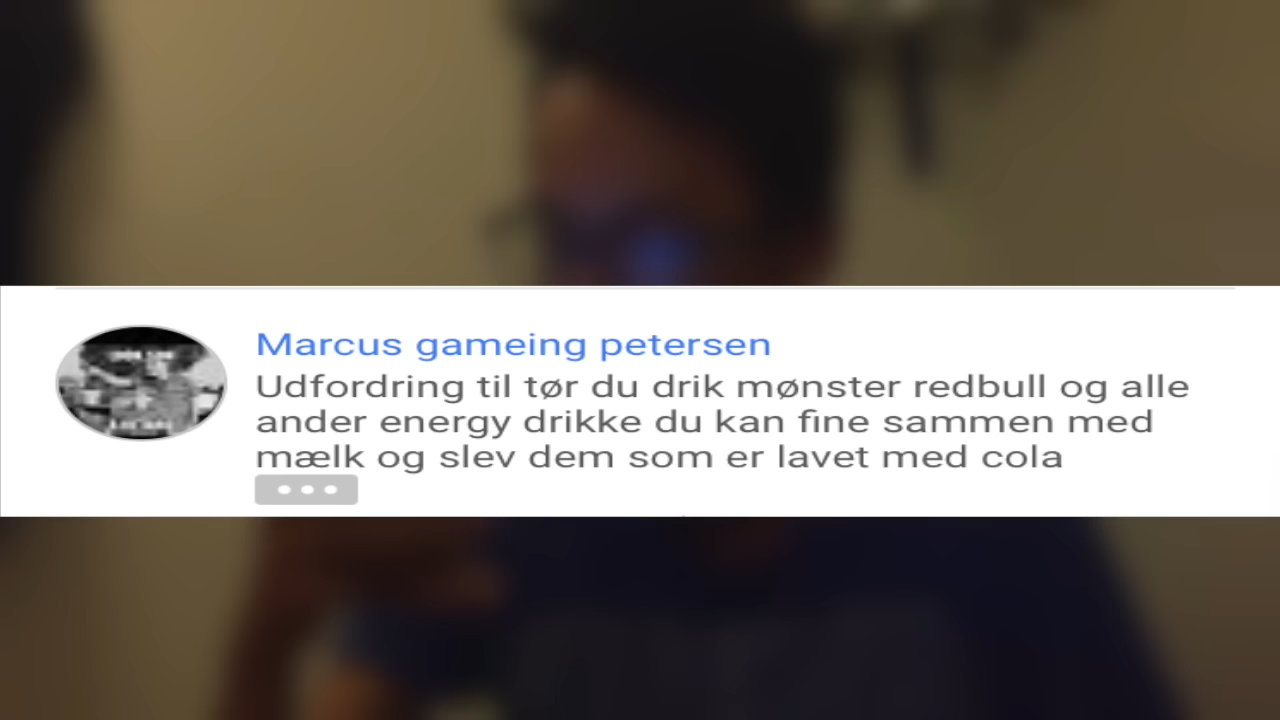 Marcus gameing petersen
Udfordring til tør du drik mønster redbull og alle
ander energy drikke du kan fine sammen med
mælk og slev dem som er lavet med cola